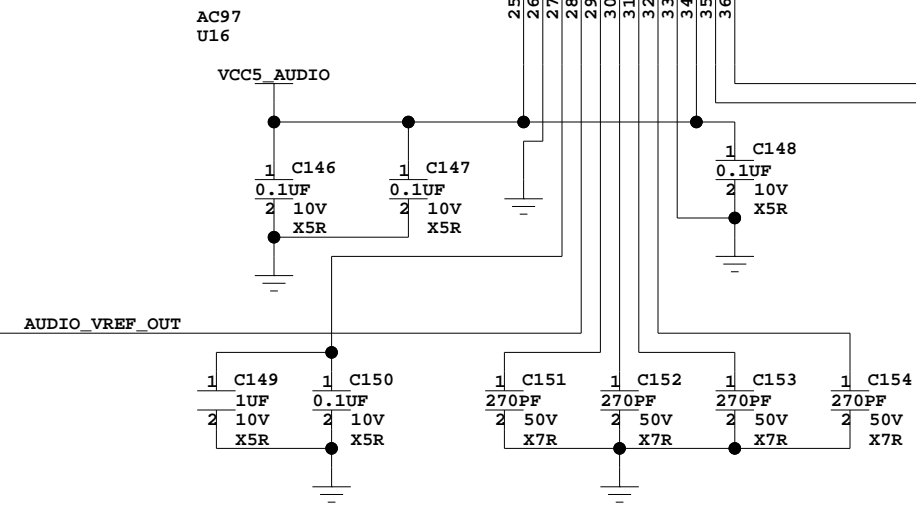 AC97
U16
25
26
27
28
29
30
31
32
33
34
35
36
VCC5_AUDIO
1 C146
0.1UF
2 10V
X5R
1 C147
0.1UF
2 10V
X5R
1 C148
0.1UF
2 10V
X5R
AUDIO_VREF_OUT
1 C149
1UF
2 10V
X5R
1 C150
0.1UF
2 10V
X5R
1 C151
270PF
2 50V
X7R
1 C152
270PF
2 50V
X7R
1 C153
270PF
2 50V
X7R
1 C154
270PF
2 50V
X7R